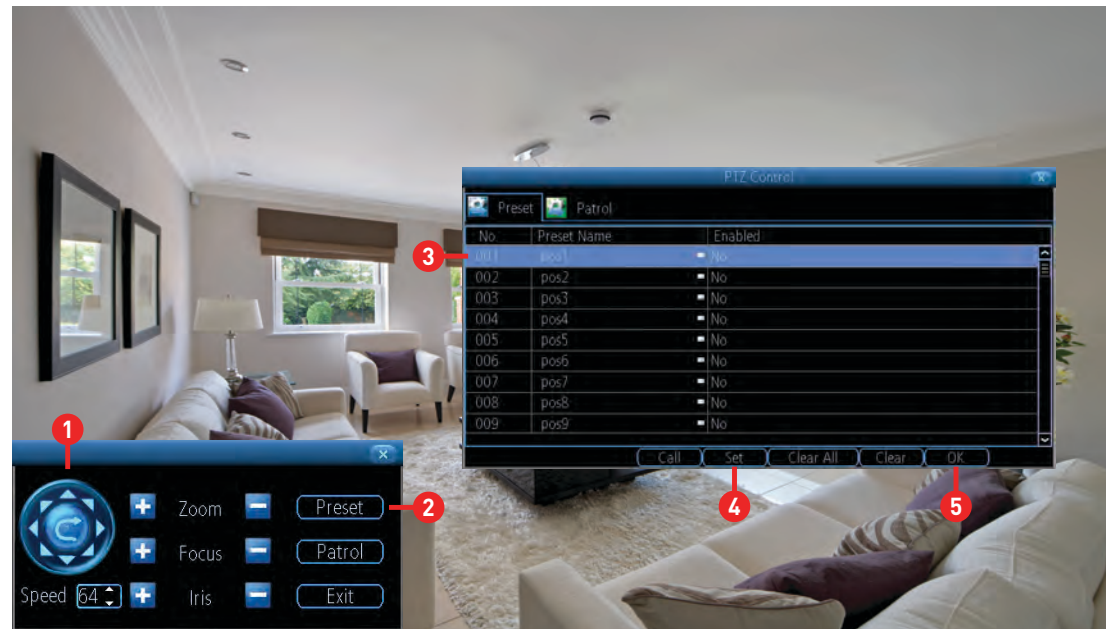 PTZ Control
Preset Patrol
No. Preset Name Enabled
3
001 pos1 No
002 pos2 No
003 pos3 No
004 pos4 No
005 pos5 No
006 pos6 No
007 pos7 No
008 pos8 No
009 pos9 No
Call Set Clear All Clear OK
4 5
1
Zoom Preset 2
Focus Patrol
Speed 64 Iris Exit